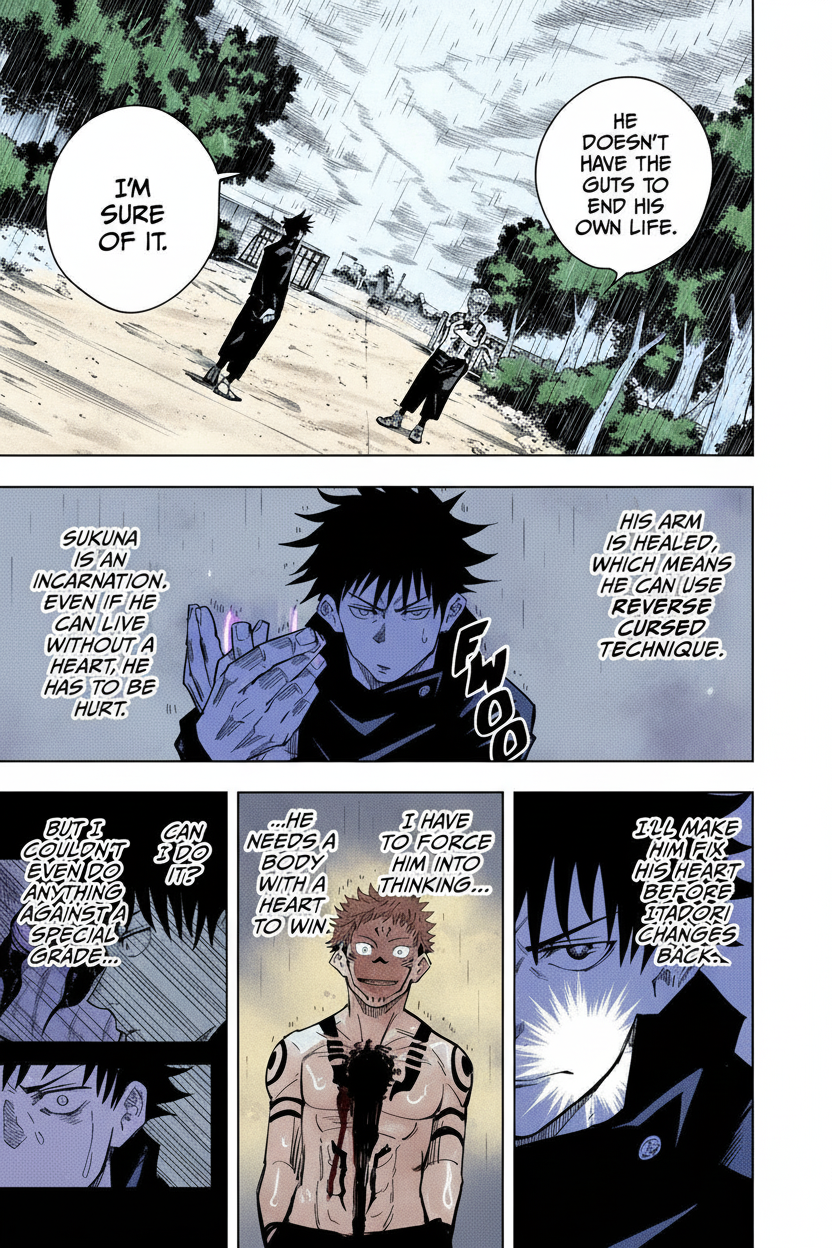 HE
DOESN'T
HAVE THE
GUTS TO
END HIS
OWN LIFE.
I'M
SURE
OF IT.
HIS ARM
IS HEALED,
WHICH MEANS
HE CAN USE
REVERSE
CURSED
TECHNIQUE.
FWOO
SUKUNA
IS AN
INCARNATION.
EVEN IF HE
CAN LIVE
WITHOUT A
HEART, HE
HAS TO BE
HURT.
I'LL MAKE
HIM FIX
HIS HEART
BEFORE
ITADORI
CHANGES
BACK.
I HAVE
TO FORCE
HIM INTO
THINKING...
...HE
NEEDS A
BODY
WITH A
HEART
TO WIN.
CAN
I DO
IT?
BUT I
COULDN'T
EVEN DO
ANYTHING
AGAINST A
SPECIAL
GRADE...